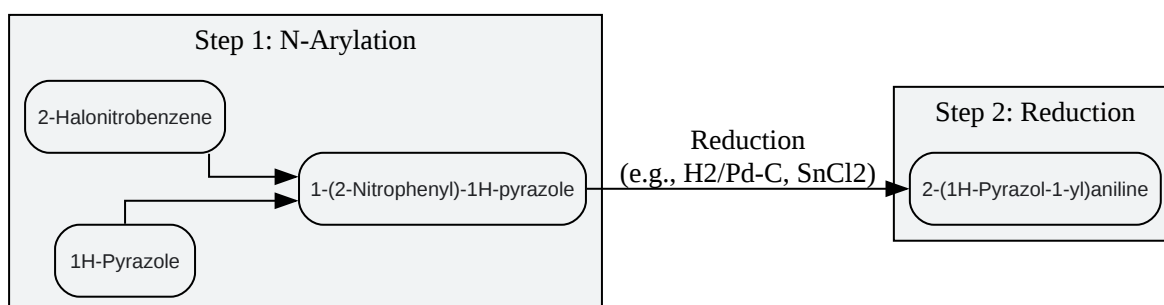 Step 1: N-Arylation
2-Halonitrobenzene
1-(2-Nitrophenyl)-1H-pyrazole
1H-Pyrazole
Reduction
(e.g., H2/Pd-C, SnCl2)
Step 2: Reduction
2-(1H-Pyrazol-1-yl)aniline